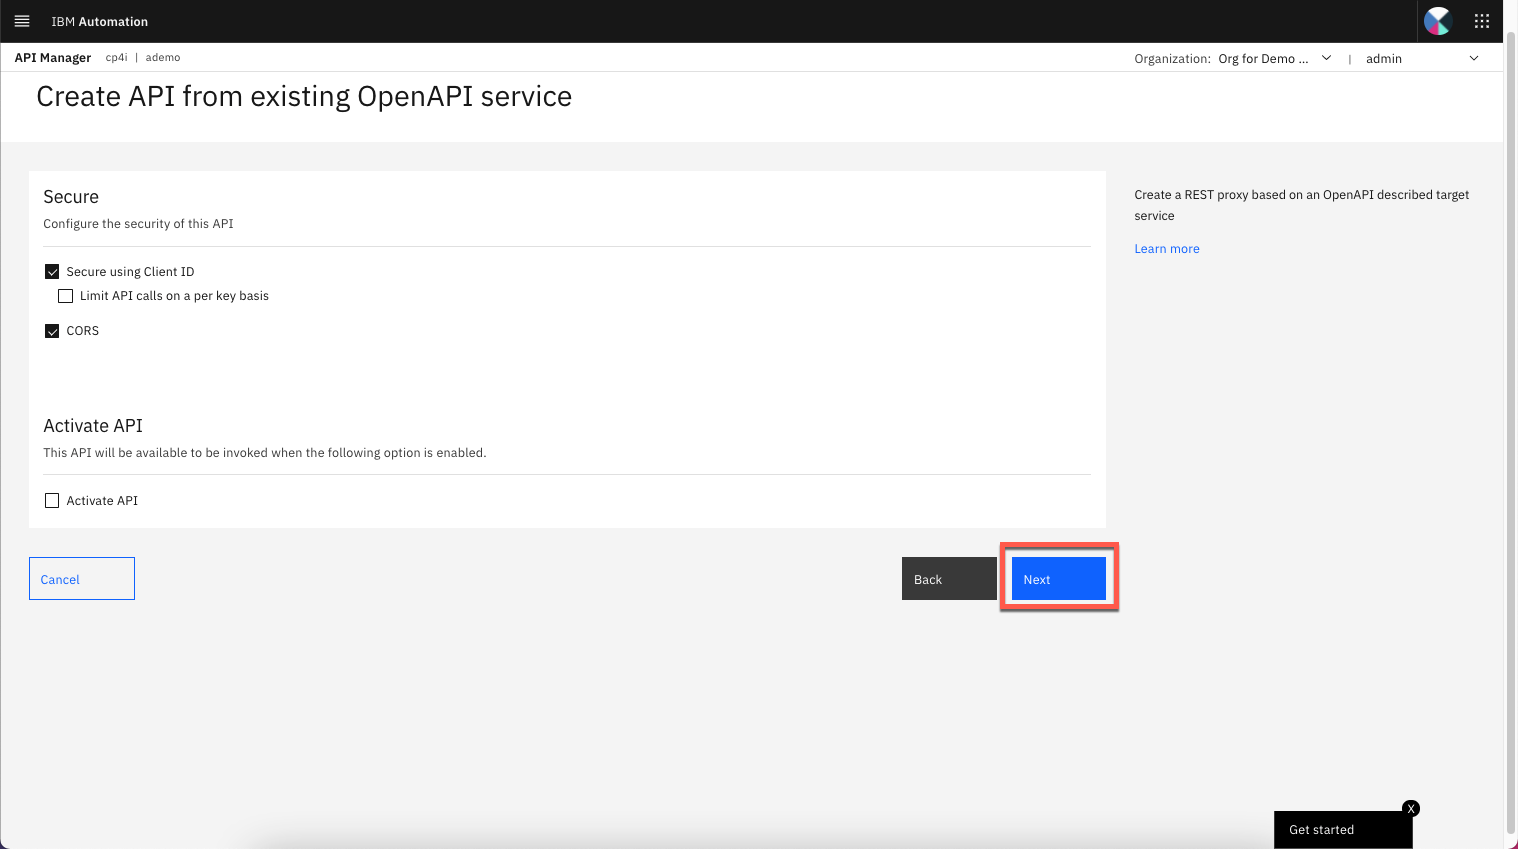 IBM Automation
API Manager cp4i | ademo
Organization: Org for Demo ... | admin
Create API from existing OpenAPI service
Secure
Configure the security of this API
Secure using Client ID
Limit API calls on a per key basis
CORS
Activate API
This API will be available to be invoked when the following option is enabled.
Activate API
Cancel
Back
Next
Create a REST proxy based on an OpenAPI described target
service
Learn more
X
Get started